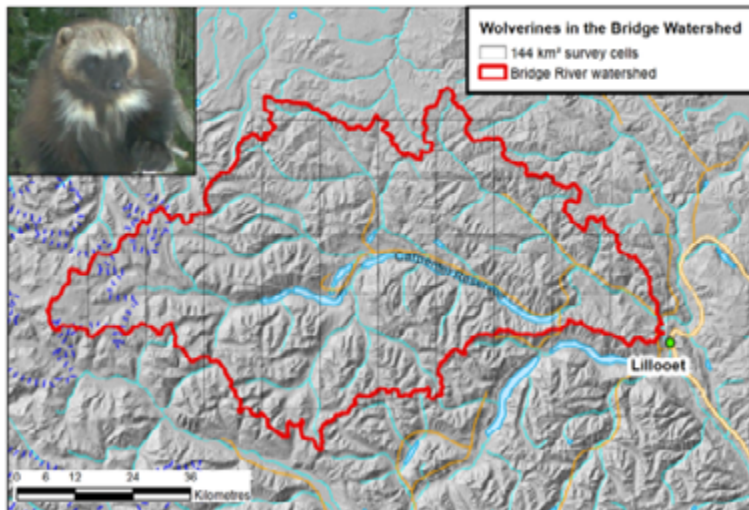 Wolverines in the Bridge Watershed
144 km² survey cells
Bridge River watershed
Lillooet
0 6 12 24 36
Kilometres